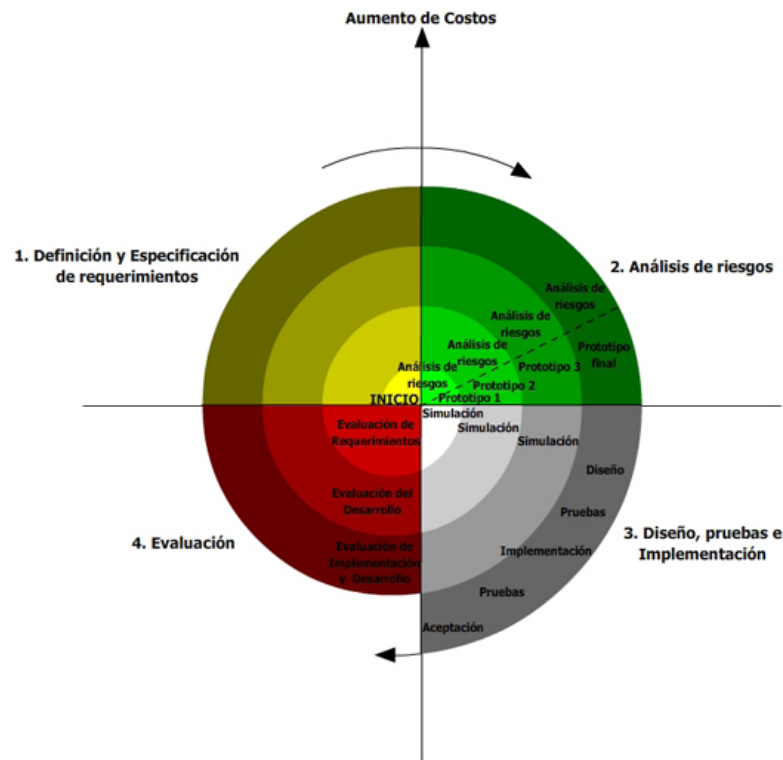 Aumento de Costos
1. Definición y Especificación
de requerimientos
2. Análisis de riesgos
Análisis de
riesgos
Análisis de
riesgos
Análisis de
riesgos
Análisis de
riesgos
Prototipo
final
Prototipo 3
Prototipo 2
Prototipo 1
INICIO
Simulación
Simulación
Simulación
Diseño
Pruebas
Implementación
Pruebas
Aceptación
3. Diseño, pruebas e
Implementación
Evaluación de
Requerimientos
Evaluación del
Desarrollo
Evaluación de
Implementación
y Desarrollo
4. Evaluación